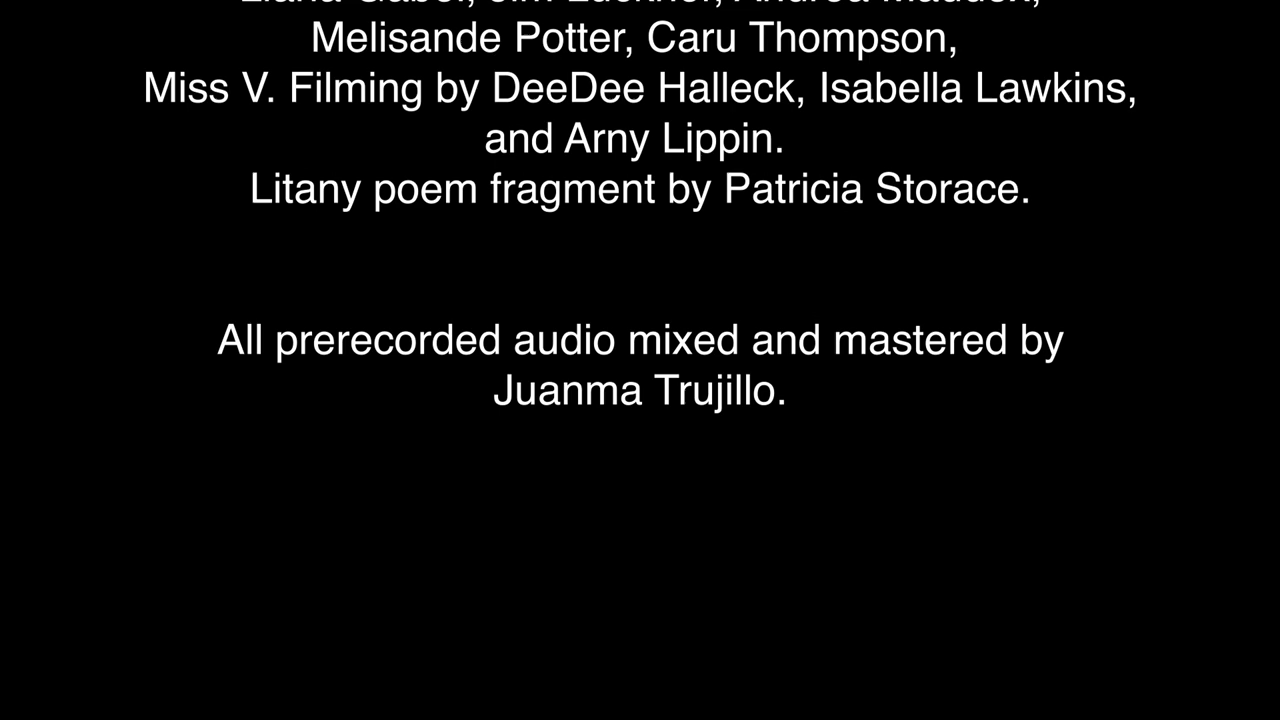 Melisande Potter, Caru Thompson,
Miss V. Filming by DeeDee Halleck, Isabella Lawkins,
and Arny Lippin.
Litany poem fragment by Patricia Storace.
All prerecorded audio mixed and mastered by
Juanma Trujillo.